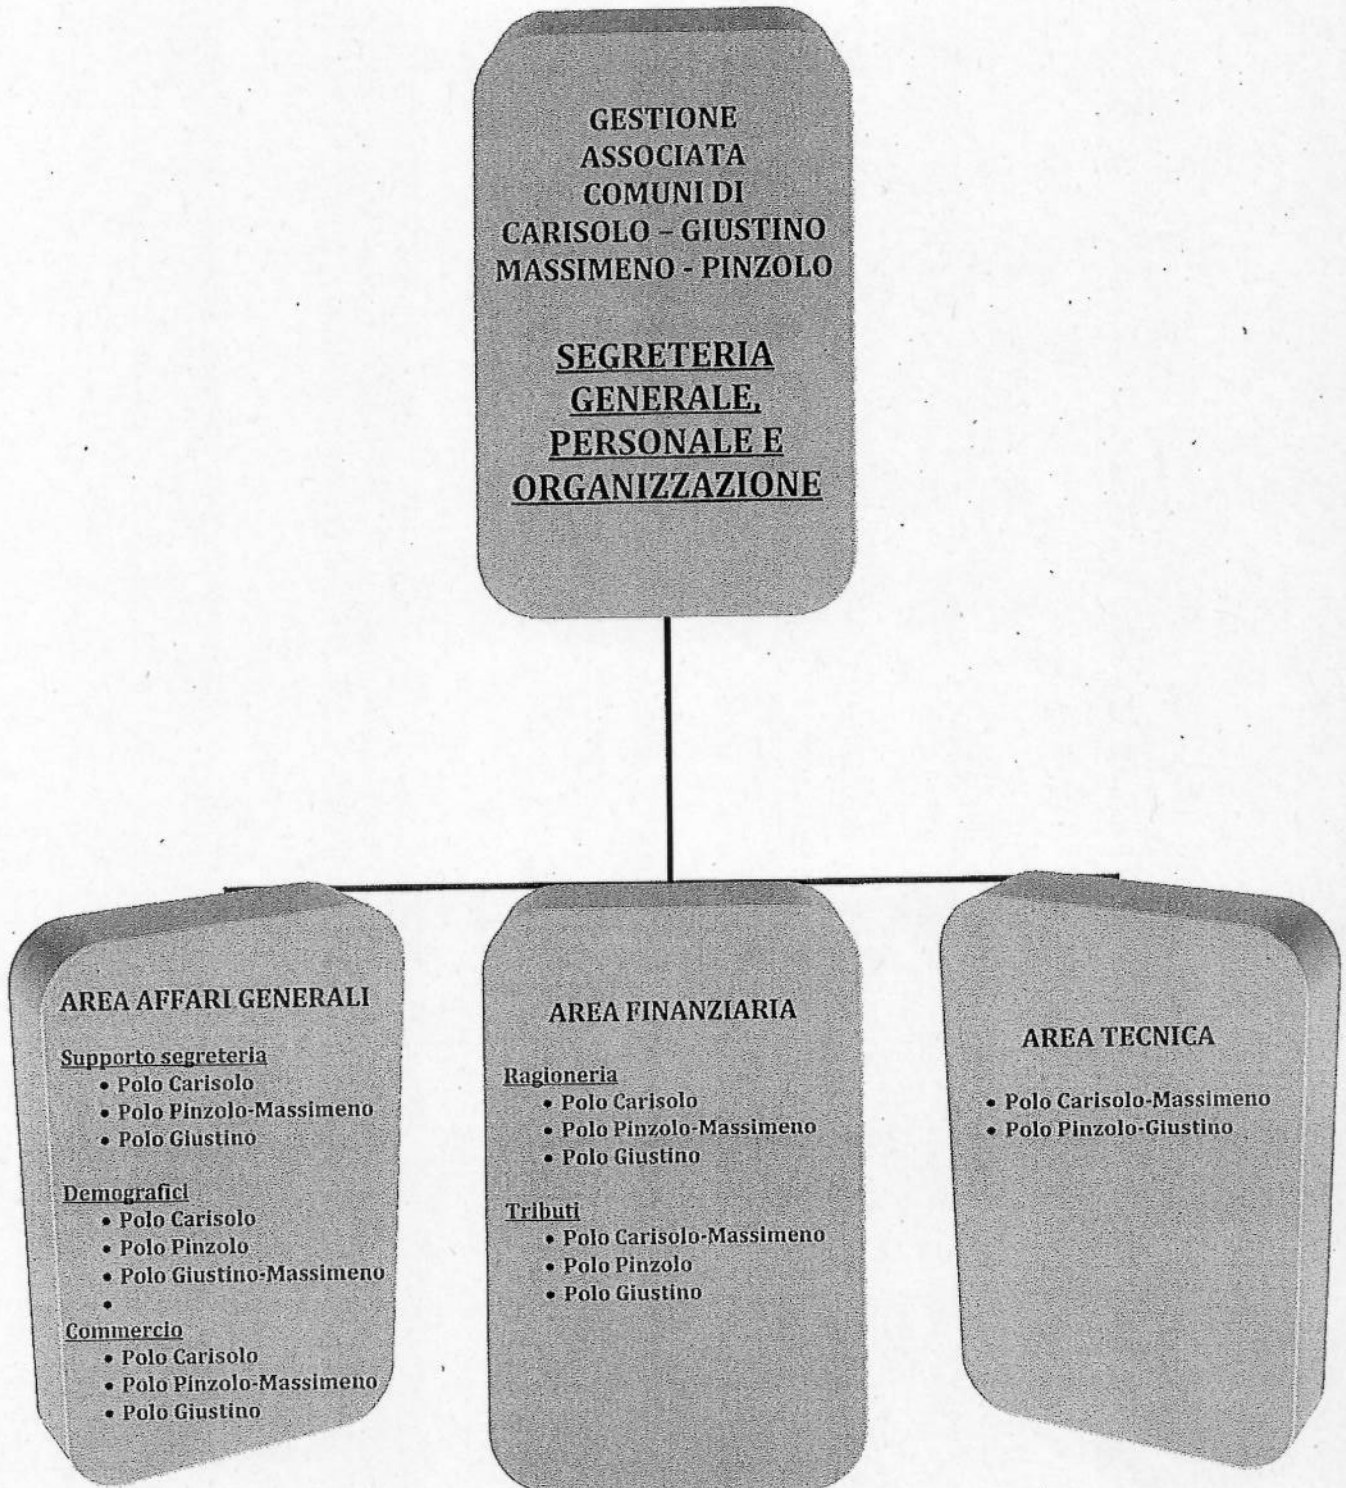 GESTIONE
ASSOCIATA
COMUNI DI
CARISOLO – GIUSTINO
MASSIMENO - PINZOLO
SEGRETERIA
GENERALE,
PERSONALE E
ORGANIZZAZIONE
AREA AFFARI GENERALI
Supporto segreteria
• Polo Carisolo
• Polo Pinzolo-Massimeno
• Polo Giustino
Demografici
• Polo Carisolo
• Polo Pinzolo
• Polo Giustino-Massimeno
•
Commercio
• Polo Carisolo
• Polo Pinzolo-Massimeno
• Polo Giustino
AREA FINANZIARIA
Ragioneria
• Polo Carisolo
• Polo Pinzolo-Massimeno
• Polo Giustino
Tributi
• Polo Carisolo-Massimeno
• Polo Pinzolo
• Polo Giustino
AREA TECNICA
• Polo Carisolo-Massimeno
• Polo Pinzolo-Giustino